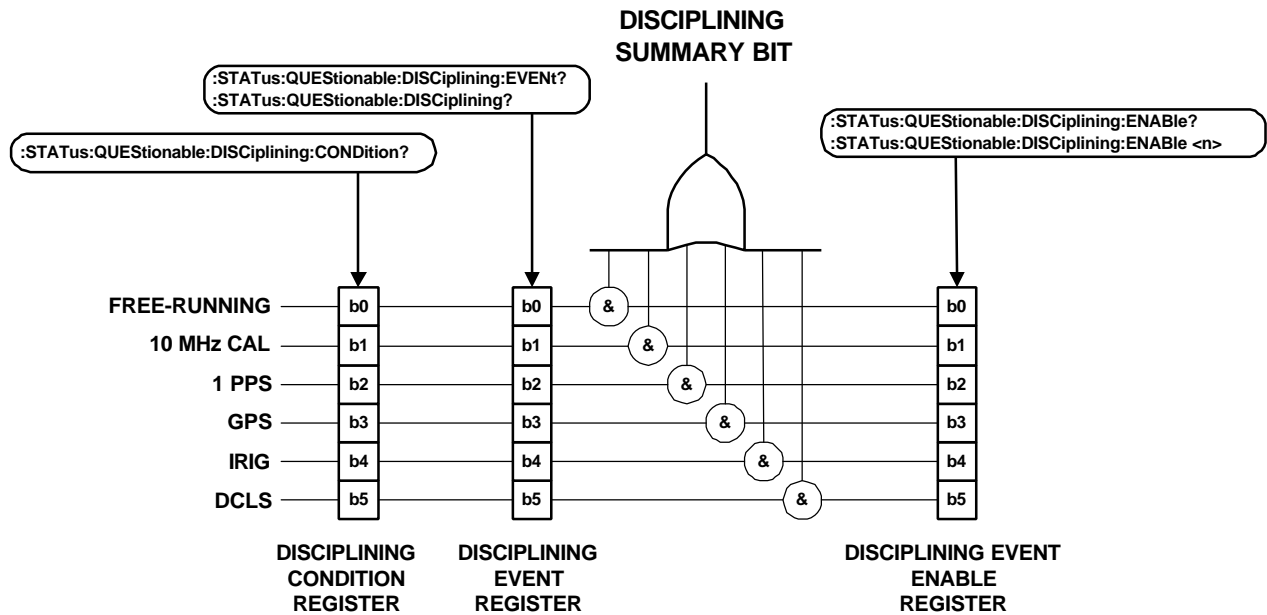 DISCIPLINING
SUMMARY BIT
:STATus:QUEStionable:DISCiplining:EVENt?
:STATus:QUEStionable:DISCiplining?
:STATus:QUEStionable:DISCiplining:ENABle?
:STATus:QUEStionable:DISCiplining:ENABle <n>
:STATus:QUEStionable:DISCiplining:CONDition?
FREE-RUNNING b0 b0 & b0
10 MHz CAL b1 b1 & b1
1 PPS b2 b2 & b2
GPS b3 b3 & b3
IRIG b4 b4 & b4
DCLS b5 b5 & b5
DISCIPLINING
CONDITION
REGISTER
DISCIPLINING
EVENT
REGISTER
DISCIPLINING EVENT
ENABLE
REGISTER